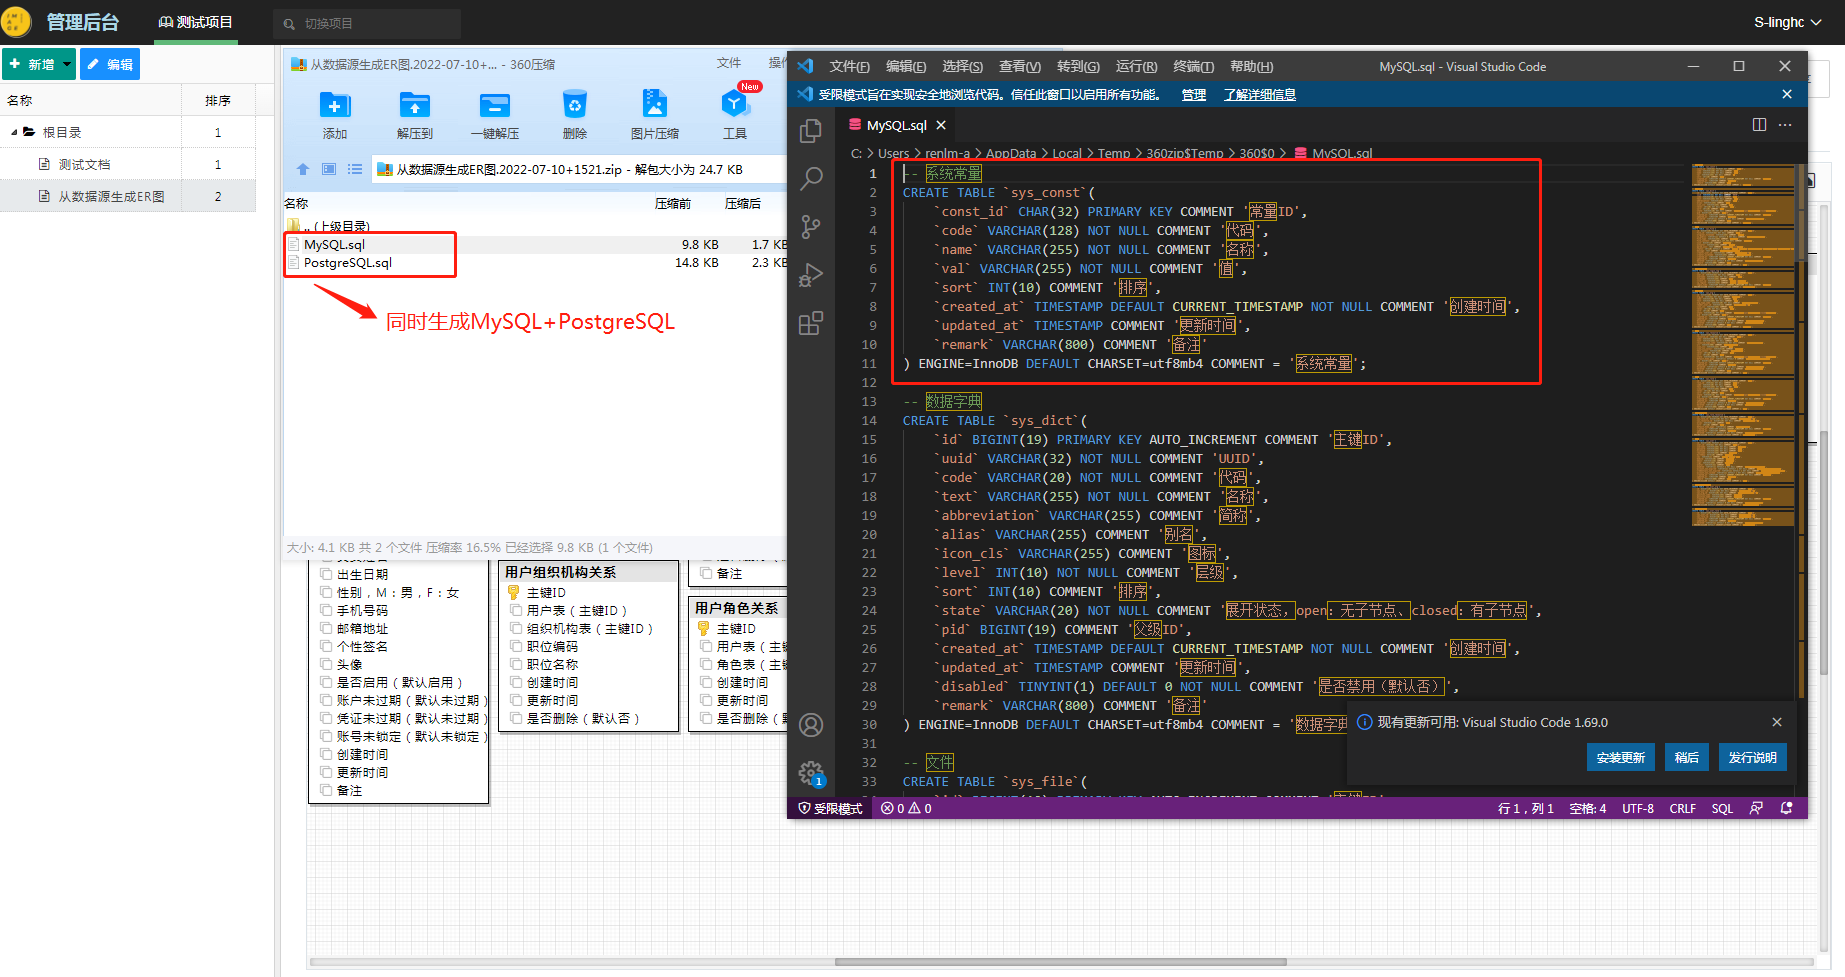 管理后台
测试项目
切换项目
S-linghc
新增
编辑
名称 排序
根目录 1
测试文档 1
从数据源生成ER图 2
从数据源生成ER图.2022-07-10+... - 360压缩
文件
添加
解压到
一键解压
删除
图片压缩
New
工具
从数据源生成ER图.2022-07-10+1521.zip - 解包大小为 24.7 KB
名称 压缩前 压缩后
.. (上级目录)
MySQL.sql 9.8 KB 1.7 KB
PostgreSQL.sql 14.8 KB 2.3 KB
同时生成MySQL+PostgreSQL
大小: 4.1 KB 共 2 个文件 压缩率 16.5% 已经选择 9.8 KB (1 个文件)
出生日期
性别，M：男，F：女
手机号码
邮箱地址
个性签名
头像
是否启用（默认启用）
账户未过期（默认未过期）
凭证未过期（默认未过期）
账号未锁定（默认未锁定）
创建时间
更新时间
备注
用户组织机构关系
主键ID
用户表（主键ID）
组织机构表（主键ID）
职位编码
职位名称
创建时间
更新时间
是否删除（默认否）
备注
用户角色关系
主键ID
用户表（主
角色表（主
创建时间
更新时间
是否删除（
文件(F) 编辑(E) 选择(S) 查看(V) 转到(G) 运行(R) 终端(T) 帮助(H)
MySQL.sql - Visual Studio Code
受限模式旨在实现安全地浏览代码。信任此窗口以启用所有功能。 管理 了解详细信息
MySQL.sql
C: > Users > renlm-a > AppData > Local > Temp > 360zip$Temp > 360$0 > MySQL.sql
1 -- 系统常量
2 CREATE TABLE `sys_const`(
3 `const_id` CHAR(32) PRIMARY KEY COMMENT '常量ID',
4 `code` VARCHAR(128) NOT NULL COMMENT '代码',
5 `name` VARCHAR(255) NOT NULL COMMENT '名称',
6 `val` VARCHAR(255) NOT NULL COMMENT '值',
7 `sort` INT(10) COMMENT '排序',
8 `created_at` TIMESTAMP DEFAULT CURRENT_TIMESTAMP NOT NULL COMMENT '创建时间',
9 `updated_at` TIMESTAMP COMMENT '更新时间',
10 `remark` VARCHAR(800) COMMENT '备注'
11 ) ENGINE=InnoDB DEFAULT CHARSET=utf8mb4 COMMENT = '系统常量';
12
13 -- 数据字典
14 CREATE TABLE `sys_dict`(
15 `id` BIGINT(19) PRIMARY KEY AUTO_INCREMENT COMMENT '主键ID',
16 `uuid` VARCHAR(32) NOT NULL COMMENT 'UUID',
17 `code` VARCHAR(20) NOT NULL COMMENT '代码',
18 `text` VARCHAR(255) NOT NULL COMMENT '名称',
19 `abbreviation` VARCHAR(255) COMMENT '简称',
20 `alias` VARCHAR(255) COMMENT '别名',
21 `icon_cls` VARCHAR(255) COMMENT '图标',
22 `level` INT(10) NOT NULL COMMENT '层级',
23 `sort` INT(10) COMMENT '排序',
24 `state` VARCHAR(20) NOT NULL COMMENT '展开状态，open：无子节点、closed：有子节点',
25 `pid` BIGINT(19) COMMENT '父级ID',
26 `created_at` TIMESTAMP DEFAULT CURRENT_TIMESTAMP NOT NULL COMMENT '创建时间',
27 `updated_at` TIMESTAMP COMMENT '更新时间',
28 `disabled` TINYINT(1) DEFAULT 0 NOT NULL COMMENT '是否禁用（默认否）',
29 `remark` VARCHAR(800) COMMENT '备注'
30 ) ENGINE=InnoDB DEFAULT CHARSET=utf8mb4 COMMENT = '数据字典
31
32 -- 文件
33 CREATE TABLE `sys_file`(
现有更新可用: Visual Studio Code 1.69.0
安装更新 稍后 发行说明
1
受限模式 0 0
行 1，列 1 空格: 4 UTF-8 CRLF SQL